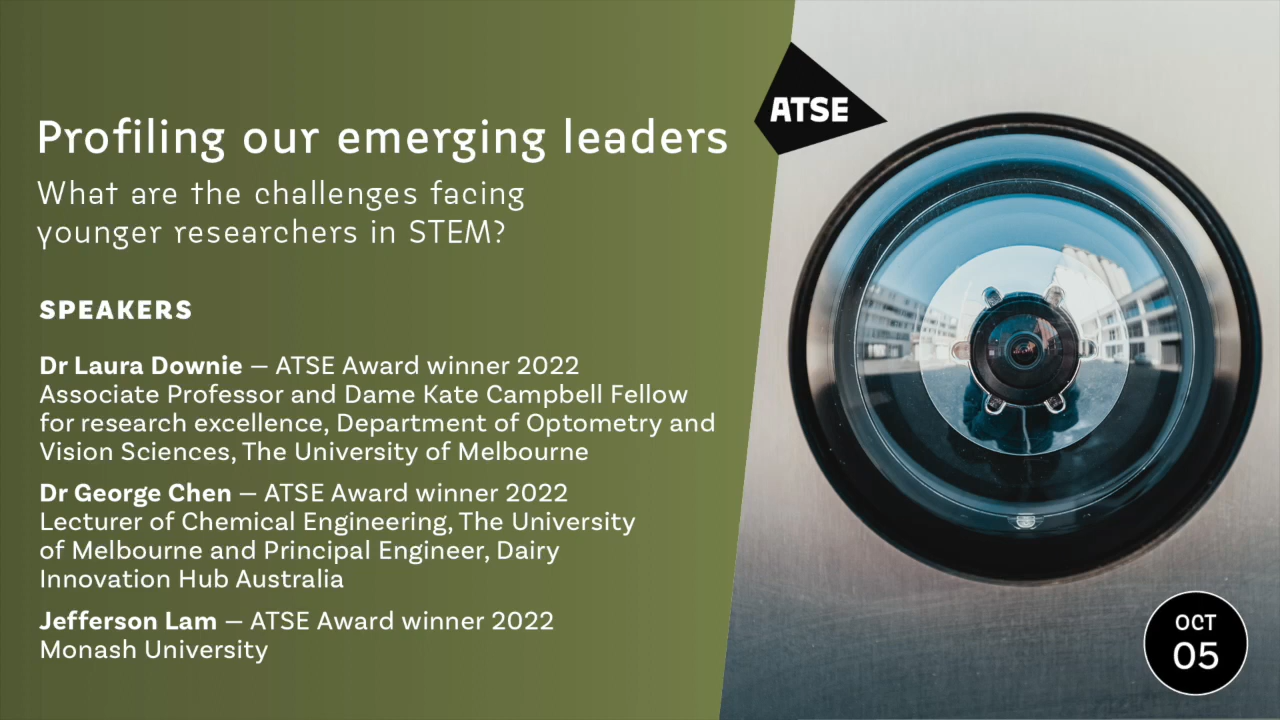 Profiling our emerging leaders
What are the challenges facing
younger researchers in STEM?
SPEAKERS
Dr Laura Downie — ATSE Award winner 2022
Associate Professor and Dame Kate Campbell Fellow
for research excellence, Department of Optometry and
Vision Sciences, The University of Melbourne
Dr George Chen — ATSE Award winner 2022
Lecturer of Chemical Engineering, The University
of Melbourne and Principal Engineer, Dairy
Innovation Hub Australia
Jefferson Lam — ATSE Award winner 2022
Monash University
ATSE
OCT
05